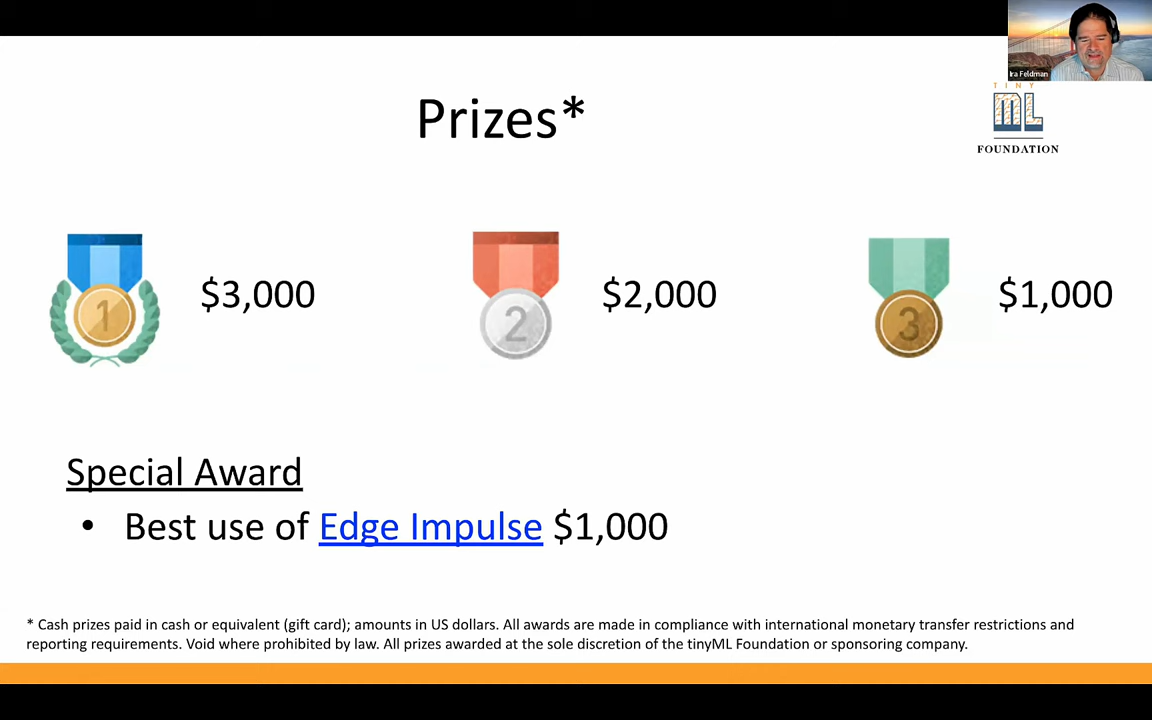 Ira Feldman
Prizes*
TINY
ML
FOUNDATION
1
$3,000
2
$2,000
3
$1,000
Special Award
• Best use of Edge Impulse $1,000
* Cash prizes paid in cash or equivalent (gift card); amounts in US dollars. All awards are made in compliance with international monetary transfer restrictions and
reporting requirements. Void where prohibited by law. All prizes awarded at the sole discretion of the tinyML Foundation or sponsoring company.